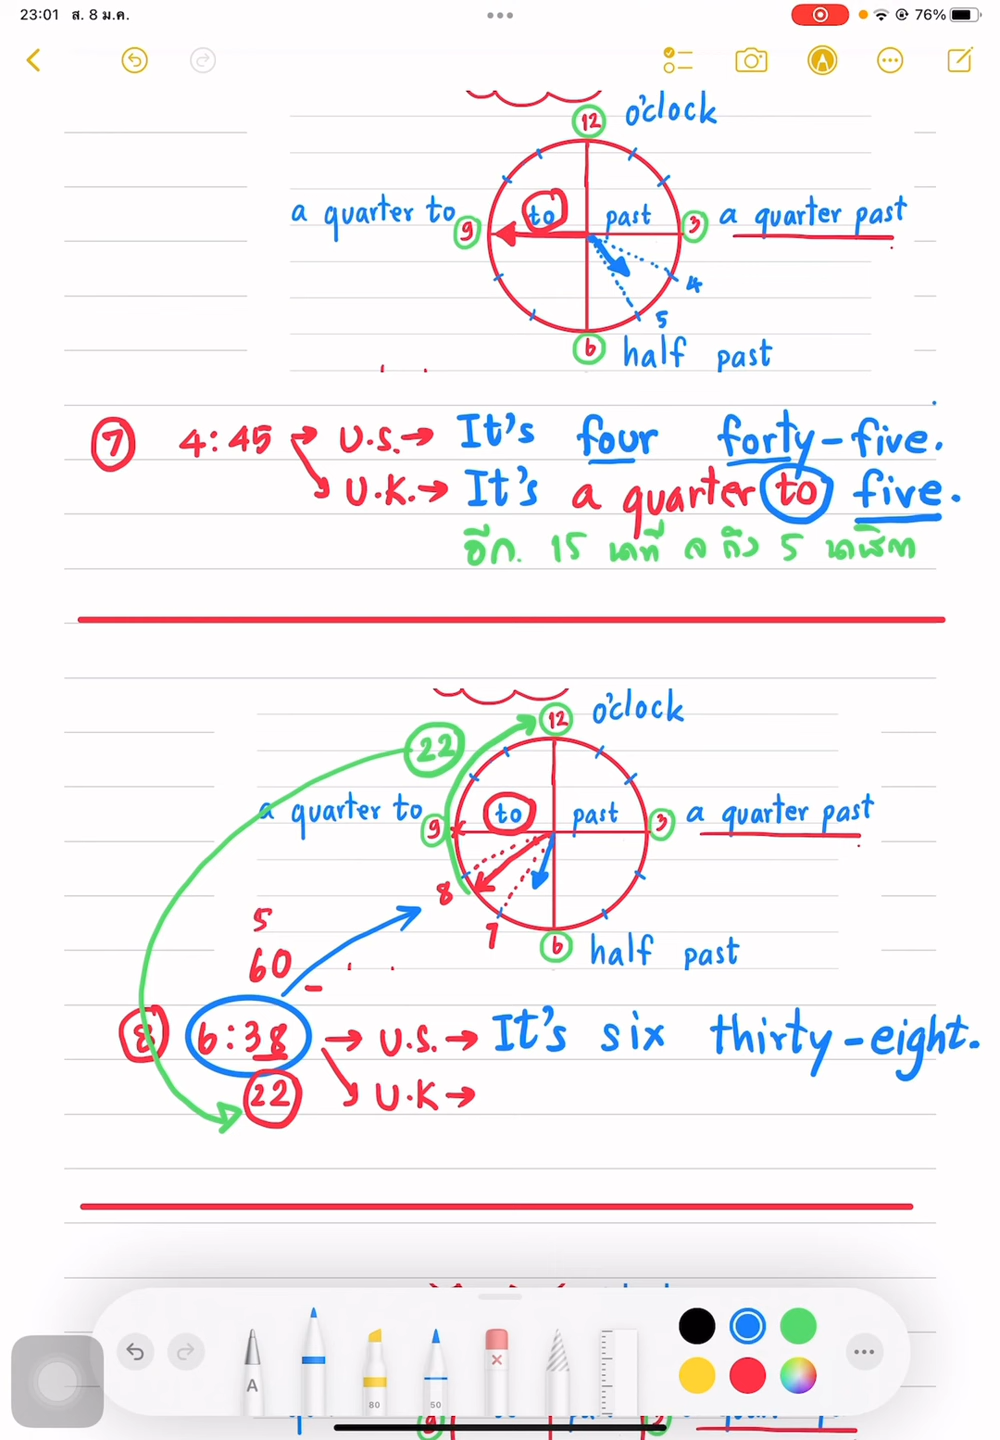 23:01 ส. 8 ม.ค.
76%
12 o'clock
a quarter to 9 to past 3 a quarter past
4
5
6 half past
7 4:45 → U.S. → It's four forty-five.
U.K. → It's a quarter to five.
อีก 15 นาที จะถึง 5 นาฬิกา
12 o'clock
22
a quarter to 9 to past 3 a quarter past
8
7
6 half past
5
60
8 6:38 → U.S. → It's six thirty-eight.
22 U.K →
A 80 50